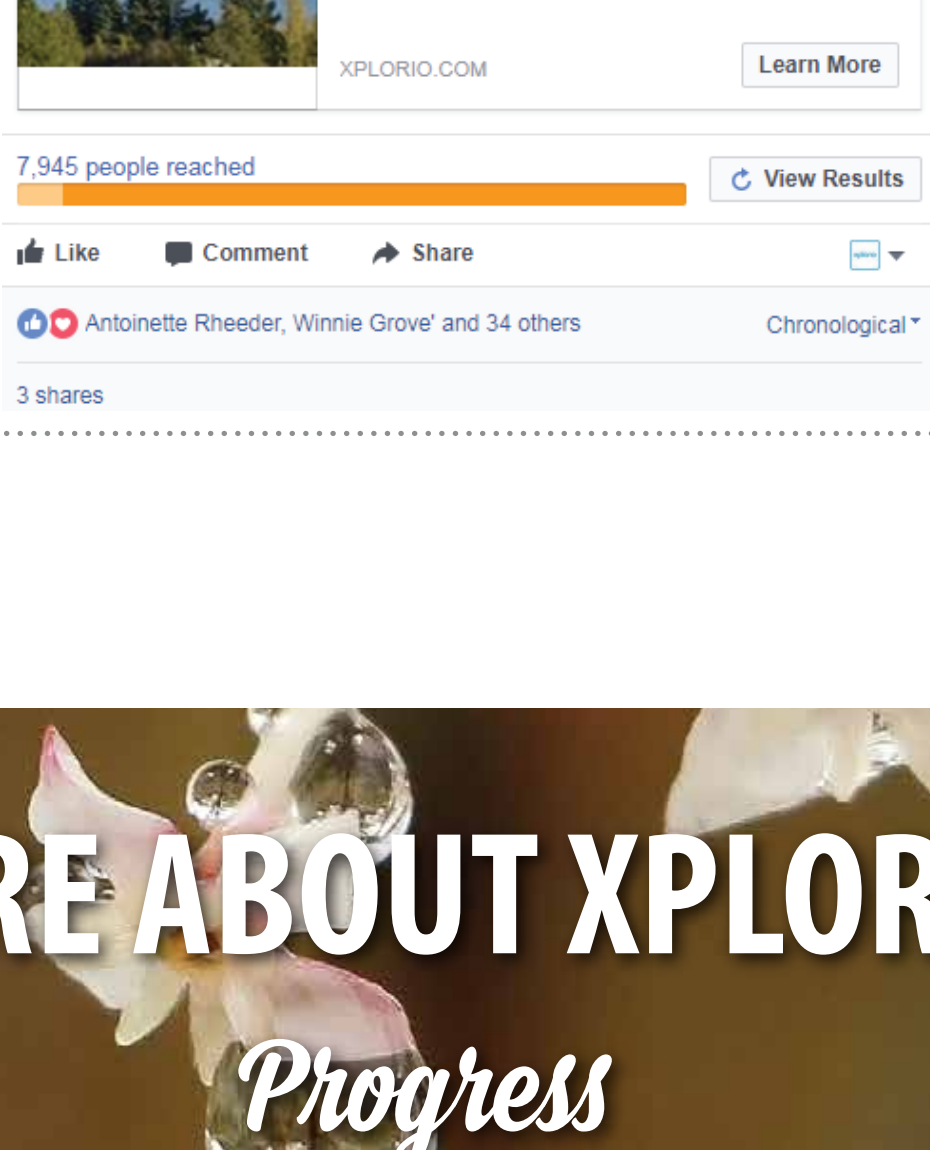 XPLORIO.COM
Learn More
7,945 people reached
View Results
Like Comment Share
Antoinette Rheeder, Winnie Grove' and 34 others
Chronological
3 shares
RE ABOUT XPLOR
Progress